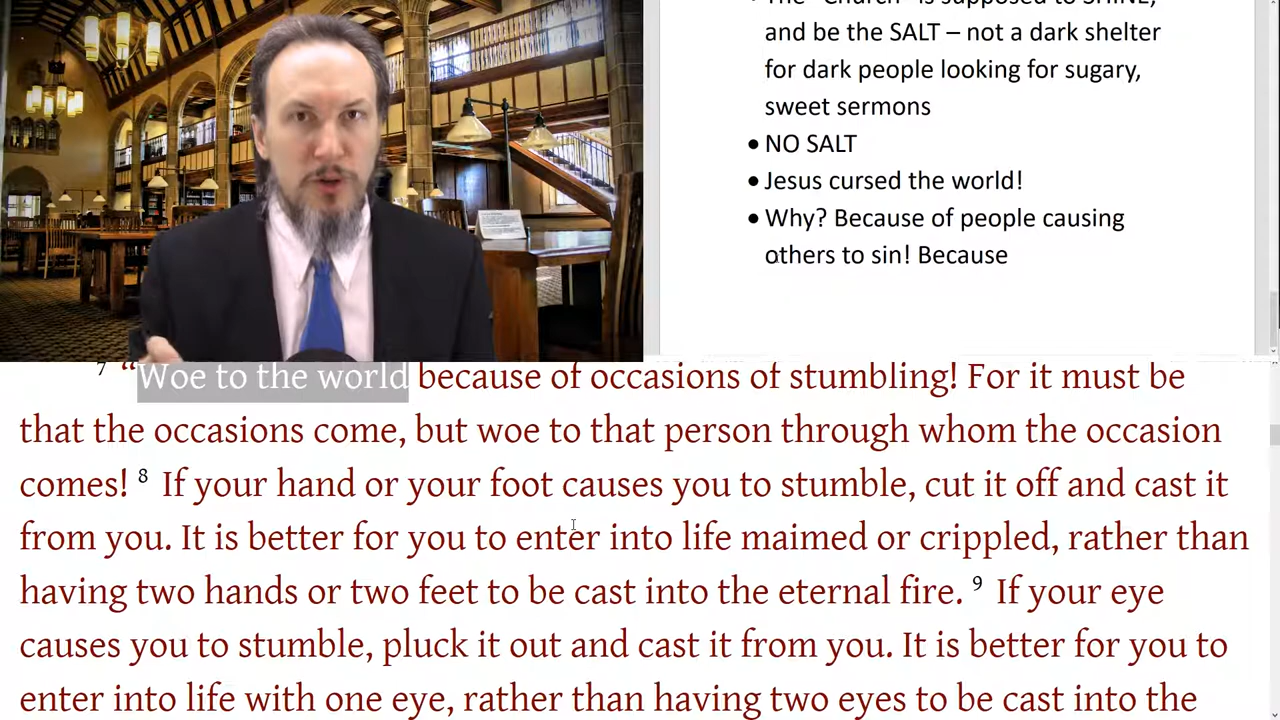 • The "Church" is supposed to SHINE,
and be the SALT – not a dark shelter
for dark people looking for sugary,
sweet sermons
• NO SALT
• Jesus cursed the world!
• Why? Because of people causing
others to sin! Because
7 “Woe to the world because of occasions of stumbling! For it must be
that the occasions come, but woe to that person through whom the occasion
comes! 8 If your hand or your foot causes you to stumble, cut it off and cast it
from you. It is better for you to enter into life maimed or crippled, rather than
having two hands or two feet to be cast into the eternal fire. 9 If your eye
causes you to stumble, pluck it out and cast it from you. It is better for you to
enter into life with one eye, rather than having two eyes to be cast into the